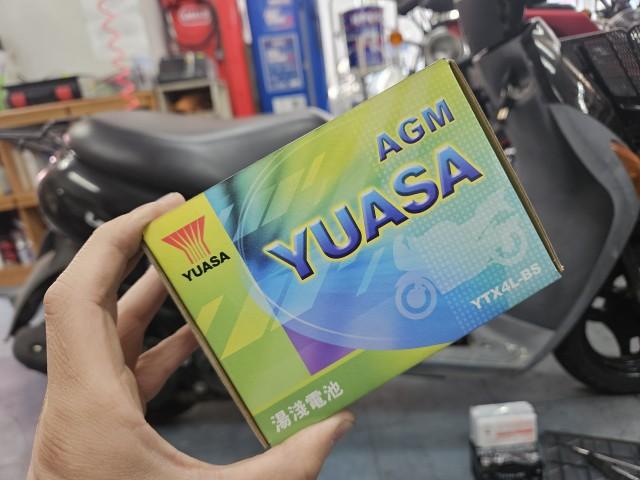 AGM
YUASA
YUASA
YTX4L-BS
湯淺電池